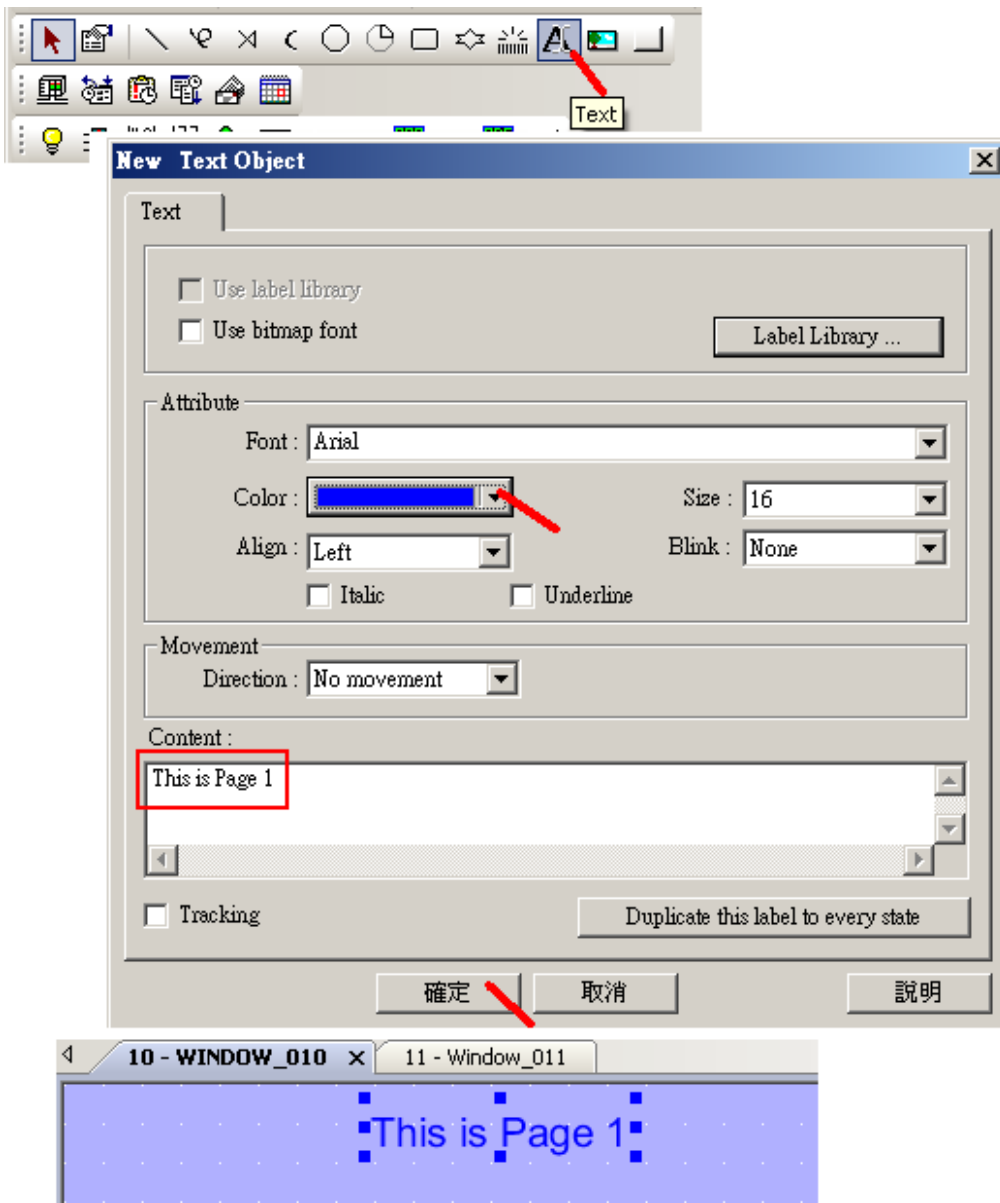 Text
New Text Object
Text
Use label library
Use bitmap font
Label Library ...
Attribute
Font : Arial
Color : Size : 16
Align : Left Blink : None
Italic Underline
Movement
Direction : No movement
Content :
This is Page 1
Tracking Duplicate this label to every state
確定 取消 説明
10 - WINDOW_010 11 - Window_011
This is Page 1